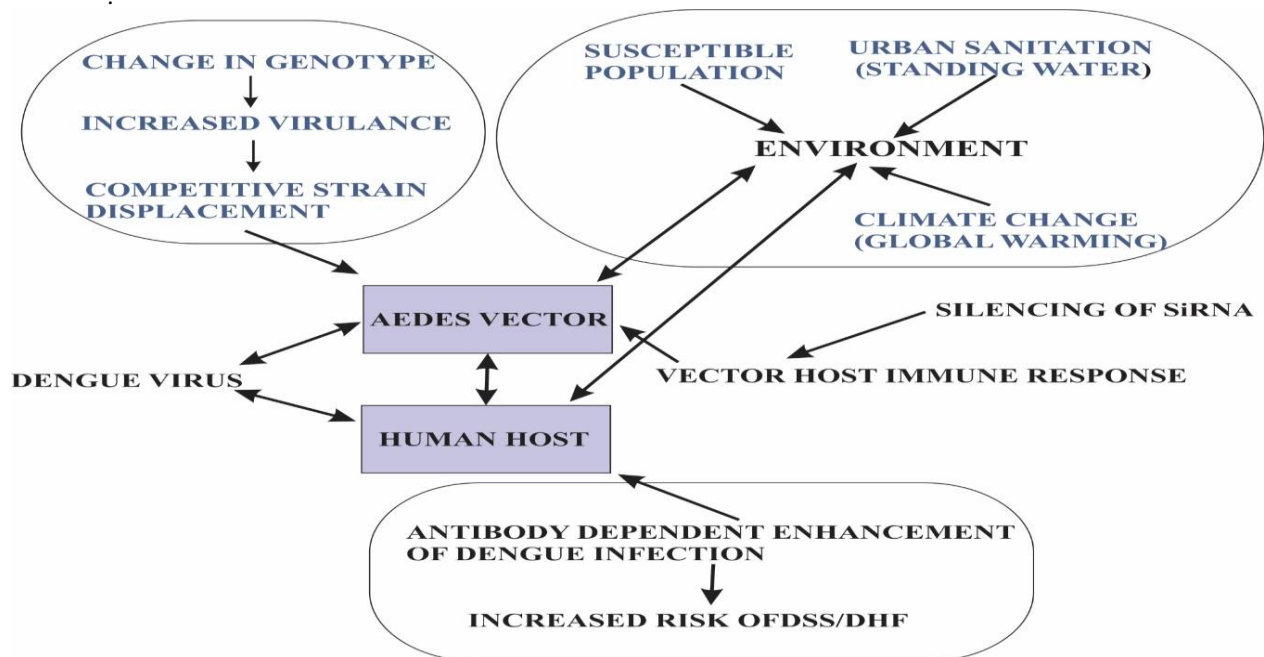 CHANGE IN GENOTYPE
INCREASED VIRULANCE
COMPETITIVE STRAIN
DISPLACEMENT
SUSCEPTIBLE
POPULATION
URBAN SANITATION
(STANDING WATER)
ENVIRONMENT
CLIMATE CHANGE
(GLOBAL WARMING)
AEDES VECTOR
SILENCING OF SiRNA
DENGUE VIRUS
VECTOR HOST IMMUNE RESPONSE
HUMAN HOST
ANTIBODY DEPENDENT ENHANCEMENT
OF DENGUE INFECTION
INCREASED RISK OFDSS/DHF